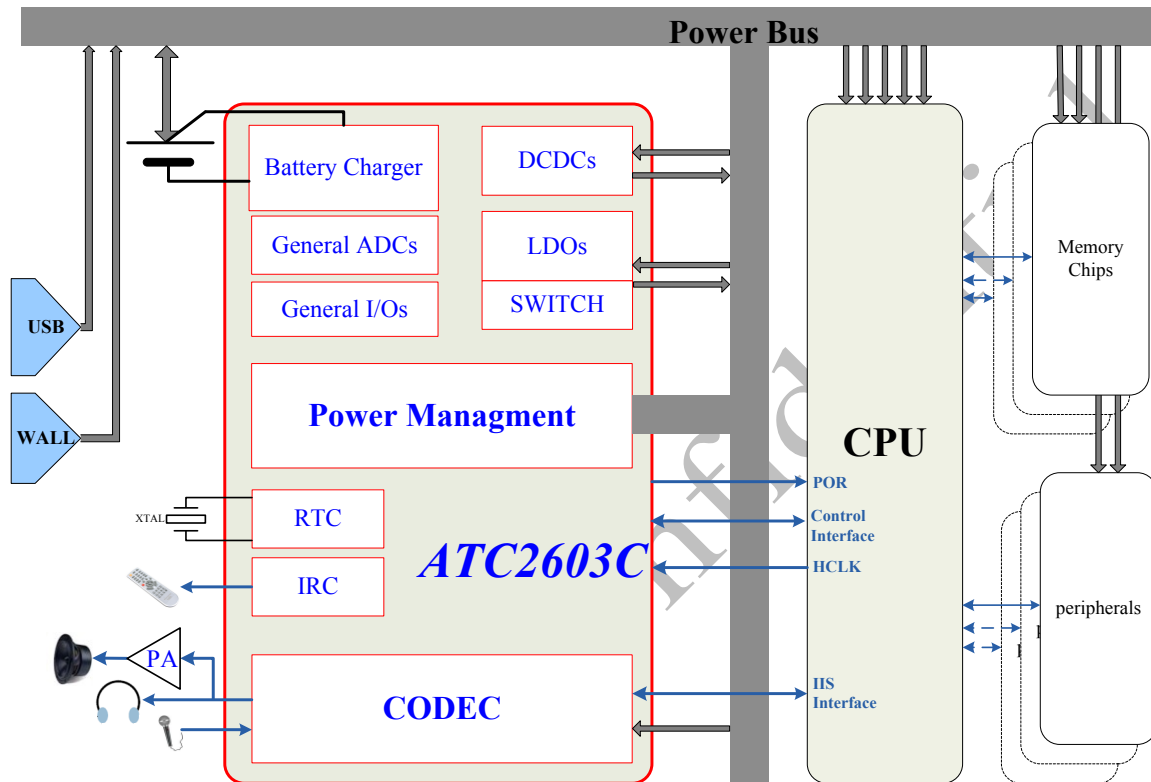 Power Bus
Battery Charger
DCDCs
General ADCs
LDOs
General I/Os
SWITCH
USB
WALL
Power Managment
CPU
Memory
Chips
POR
XTAL
RTC
Control
Interface
ATC2603C
HCLK
IRC
peripherals
PA
CODEC
IIS
Interface